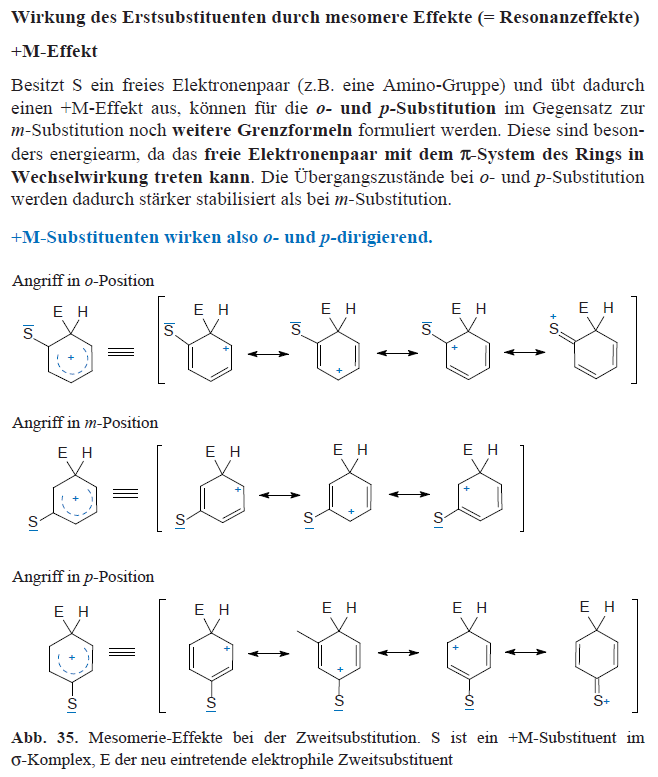 Wirkung des Erstsubstituenten durch mesomere Effekte (= Resonanzeffekte)
+M-Effekt
Besitzt S ein freies Elektronenpaar (z.B. eine Amino-Gruppe) und übt dadurch
einen +M-Effekt aus, können für die o- und p-Substitution im Gegensatz zur
m-Substitution noch weitere Grenzformeln formuliert werden. Diese sind beson-
ders energiearm, da das freie Elektronenpaar mit dem π-System des Rings in
Wechselwirkung treten kann. Die Übergangszustände bei o- und p-Substitution
werden dadurch stärker stabilisiert als bei m-Substitution.
+M-Substituenten wirken also o- und p-dirigierend.
Angriff in o-Position
E H E H E H E H E H
S S S S S
+ + + + +
Angriff in m-Position
E H E H E H E H
+ + + +
S S S S
Angriff in p-Position
E H E H E H E H E H
+ + + +
S S S S S+
Abb. 35. Mesomerie-Effekte bei der Zweitsubstitution. S ist ein +M-Substituent im
σ-Komplex, E der neu eintretende elektrophile Zweitsubstituent